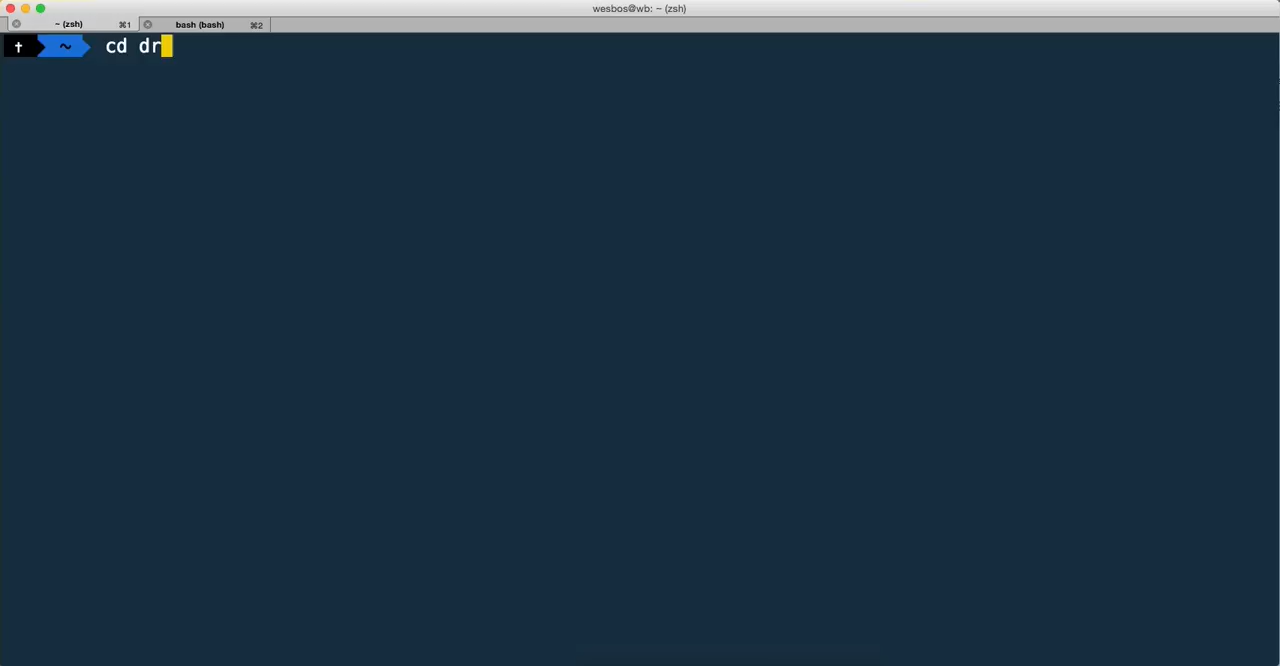 wesbos@wb: ~ (zsh)
~ (zsh) ⌘1 bash (bash) ⌘2
✝ ~ cd dr